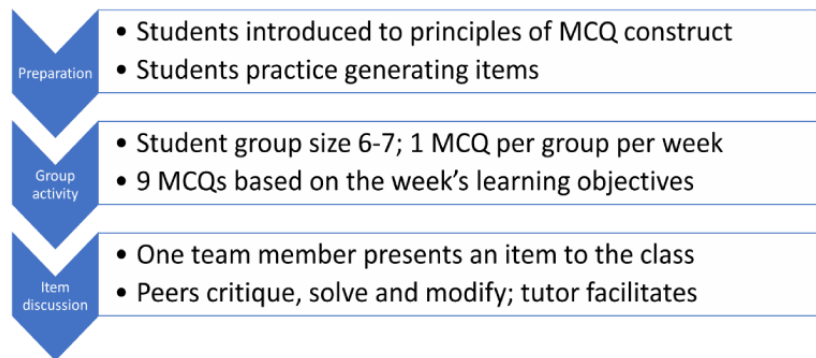 Preparation
• Students introduced to principles of MCQ construct
• Students practice generating items
Group
activity
• Student group size 6-7; 1 MCQ per group per week
• 9 MCQs based on the week's learning objectives
Item
discussion
• One team member presents an item to the class
• Peers critique, solve and modify; tutor facilitates